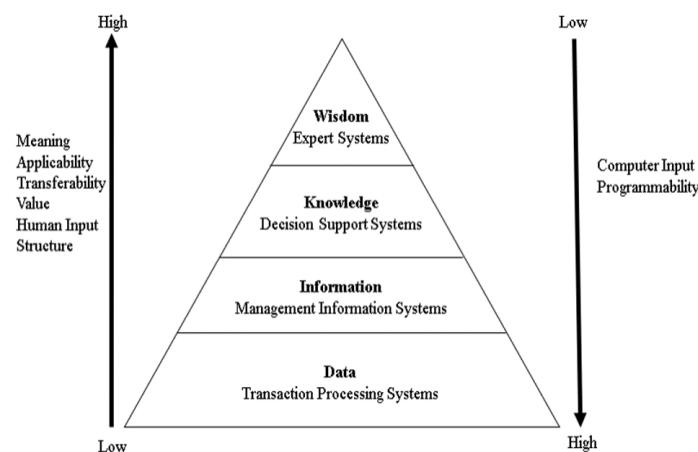 High
Low
Wisdom
Expert Systems
Meaning
Applicability
Transferability
Value
Human Input
Structure
Computer Input
Programmability
Knowledge
Decision Support Systems
Information
Management Information Systems
Data
Transaction Processing Systems
Low
High